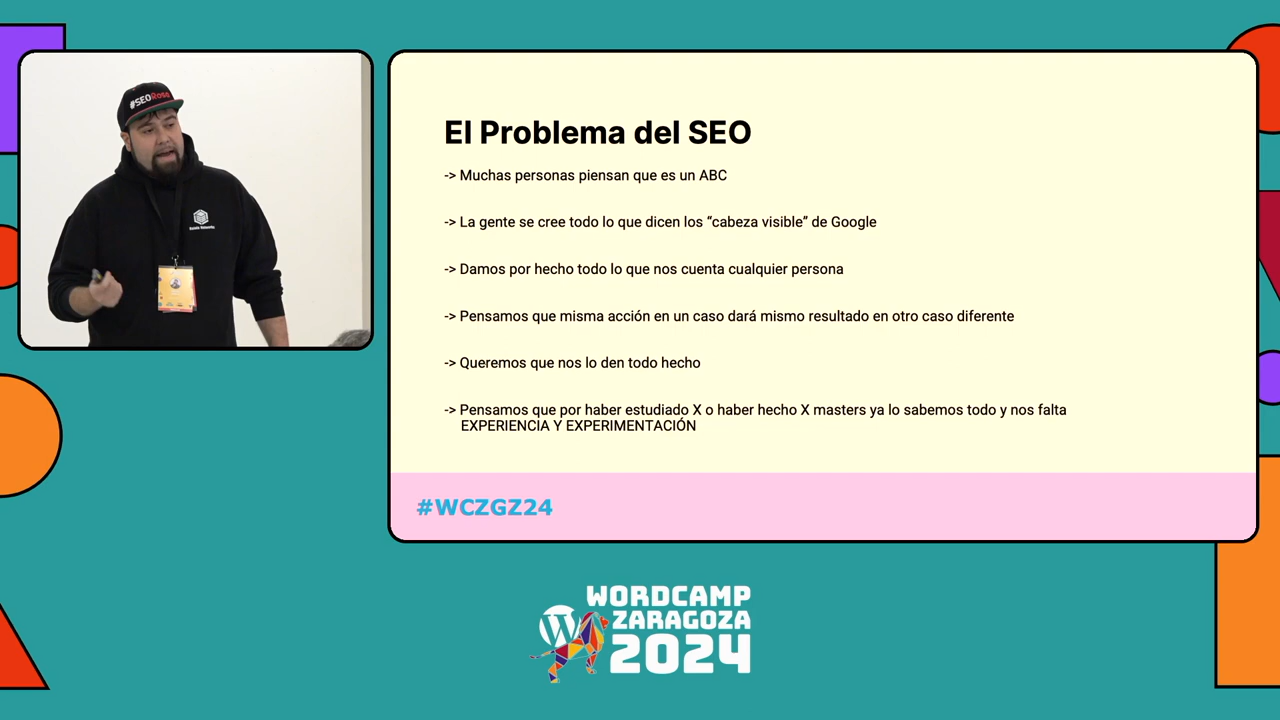 #SEORosa
El Problema del SEO
-> Muchas personas piensan que es un ABC
-> La gente se cree todo lo que dicen los “cabeza visible” de Google
-> Damos por hecho todo lo que nos cuenta cualquier persona
-> Pensamos que misma acción en un caso dará mismo resultado en otro caso diferente
-> Queremos que nos lo den todo hecho
-> Pensamos que por haber estudiado X o haber hecho X masters ya lo sabemos todo y nos falta
EXPERIENCIA Y EXPERIMENTACIÓN
#WCZGZ24
WORDCAMP
ZARAGOZA
2024